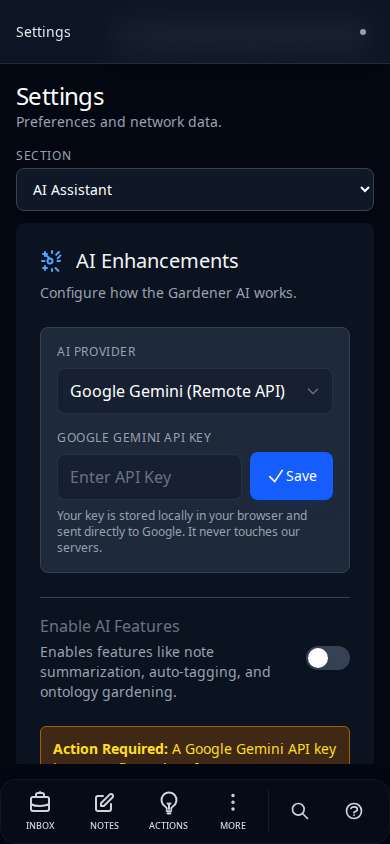 Settings
Settings
Preferences and network data.
SECTION
AI Assistant
AI Enhancements
Configure how the Gardener AI works.
AI PROVIDER
Google Gemini (Remote API)
GOOGLE GEMINI API KEY
Enter API Key
Save
Your key is stored locally in your browser and
sent directly to Google. It never touches our
servers.
Enable AI Features
Enables features like note
summarization, auto-tagging, and
ontology gardening.
Action Required: A Google Gemini API key
INBOX
NOTES
ACTIONS
MORE